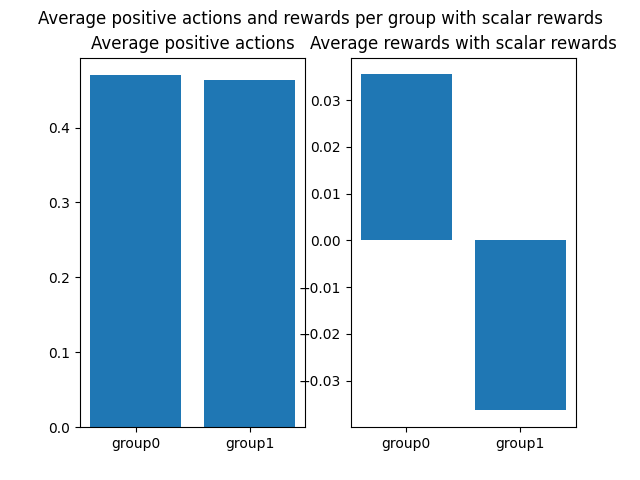 Average positive actions and rewards per group with scalar rewards
Average positive actions
0.4
0.3
0.2
0.1
0.0
group0 group1
Average rewards with scalar rewards
0.03
0.02
0.01
0.00
−0.01
−0.02
−0.03
group0 group1